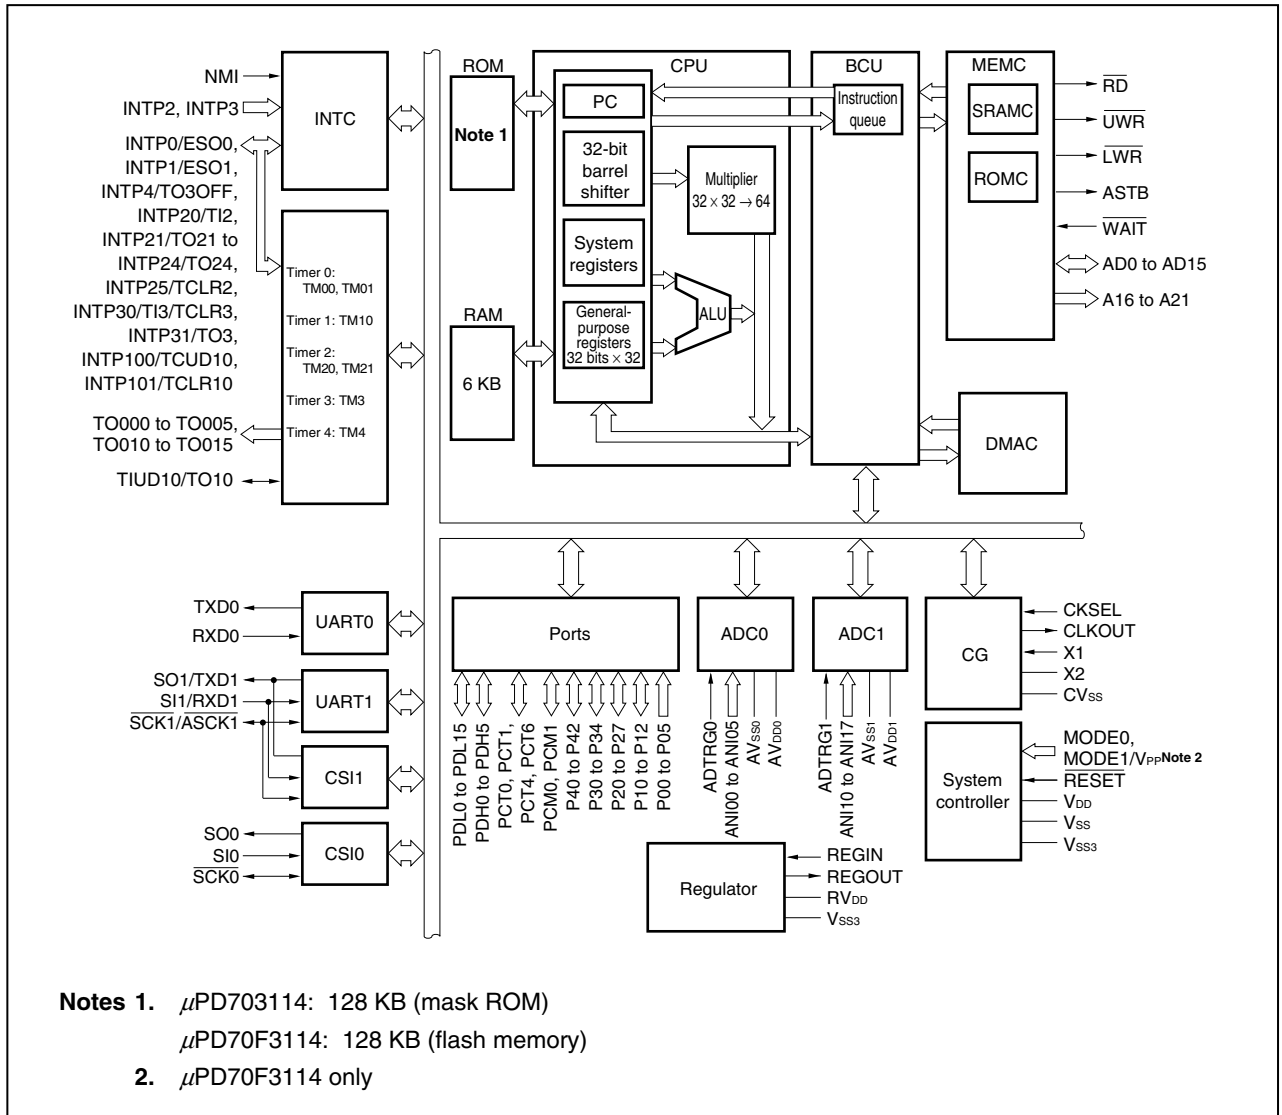 NMI
INTP2, INTP3
INTP0/ESO0,
INTP1/ESO1,
INTP4/TO3OFF,
INTP20/TI2,
INTP21/TO21 to
INTP24/TO24,
INTP25/TCLR2,
INTP30/TI3/TCLR3,
INTP31/TO3,
INTP100/TCUD10,
INTP101/TCLR10
TO000 to TO005,
TO010 to TO015
TIUD10/TO10
INTC
Timer 0:
TM00, TM01
Timer 1: TM10
Timer 2:
TM20, TM21
Timer 3: TM3
Timer 4: TM4
ROM
Note 1
RAM
6 KB
CPU
PC
32-bit
barrel
shifter
System
registers
General-
purpose
registers
32 bits × 32
Multiplier
32 × 32 → 64
ALU
BCU
Instruction
queue
MEMC
SRAMC
ROMC
RD
UWR
LWR
ASTB
WAIT
AD0 to AD15
A16 to A21
DMAC
TXD0
RXD0
UART0
SO1/TXD1
SI1/RXD1
SCK1/ASCK1
UART1
CSI1
SO0
SI0
SCK0
CSI0
Ports
PDL0 to PDL15
PDH0 to PDH5
PCT0, PCT1,
PCT4, PCT6
PCM0, PCM1
P40 to P42
P30 to P34
P20 to P27
P10 to P12
P00 to P05
ADC0
ADTRG0
ANI00 to ANI05
AVSS0
AVDD0
ADC1
ADTRG1
ANI10 to ANI17
AVSS1
AVDD1
CG
CKSEL
CLKOUT
X1
X2
CVSS
System
controller
MODE0,
MODE1/VPP Note 2
RESET
VDD
VSS
VSS3
Regulator
REGIN
REGOUT
RVDD
VSS3
Notes 1. μPD703114: 128 KB (mask ROM)
μPD70F3114: 128 KB (flash memory)
2. μPD70F3114 only